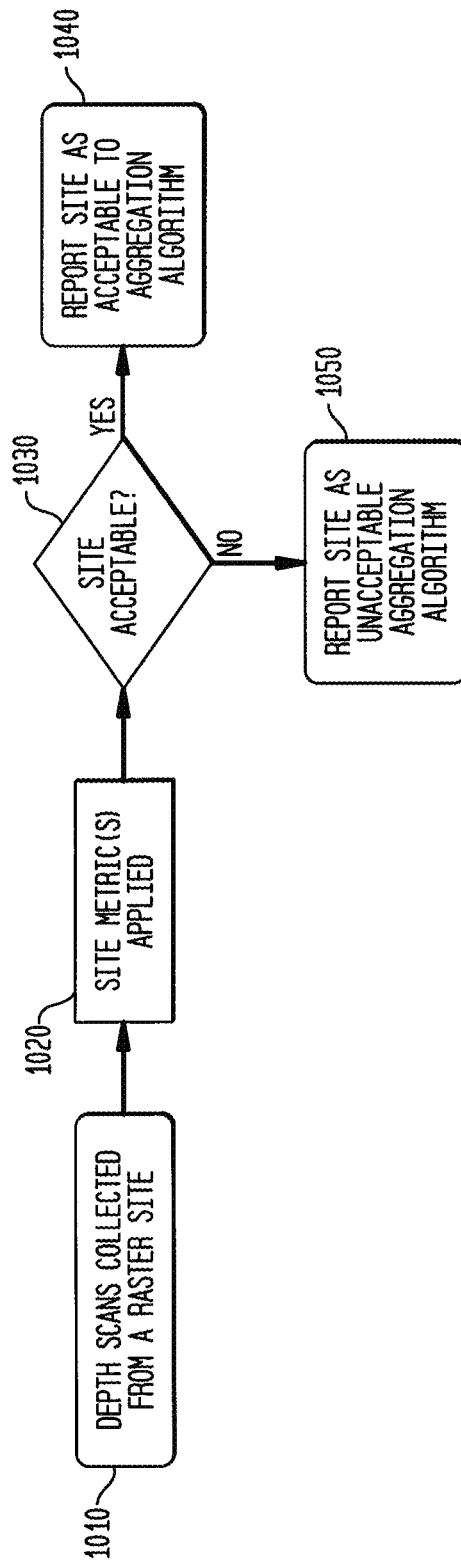 1010
DEPTH SCANS COLLECTED
FROM A RASTER SITE
1020
SITE METRIC(S)
APPLIED
1030
SITE
ACCEPTABLE?
YES
NO
1040
REPORT SITE AS
ACCEPTABLE TO
AGGREGATION
ALGORITHM
1050
REPORT SITE AS
UNACCEPTABLE
AGGREGATION
ALGORITHM